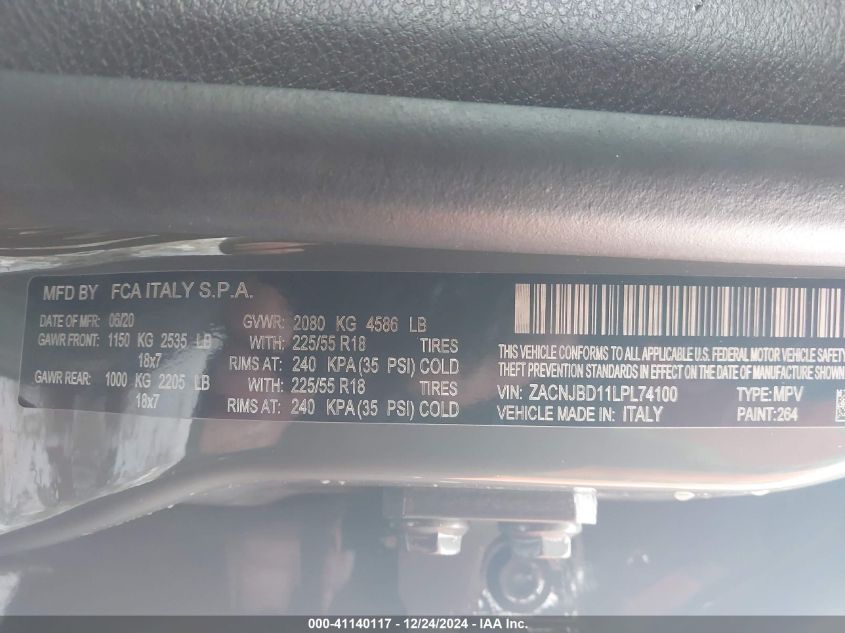 MFD BY FCA ITALY S.P.A.
DATE OF MFR: 06/20 GVWR: 2080 KG 4586 LB
GAWR FRONT: 1150 KG 2535 LB WITH: 225/55 R18 TIRES
18x7 RIMS AT: 240 KPA (35 PSI) COLD
GAWR REAR: 1000 KG 2205 LB WITH: 225/55 R18 TIRES
18x7 RIMS AT: 240 KPA (35 PSI) COLD
THIS VEHICLE CONFORMS TO ALL APPLICABLE U.S. FEDERAL MOTOR VEHICLE SAFETY
THEFT PREVENTION STANDARDS IN EFFECT ON THE DATE OF MANUFACTURE SHOWN
VIN: ZACNJBD11LPL74100 TYPE: MPV
VEHICLE MADE IN: ITALY PAINT: 264
000-41140117 - 12/24/2024 - IAA Inc.